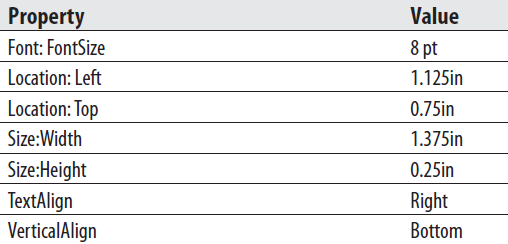 Property Value
Font: FontSize 8 pt
Location: Left 1.125in
Location: Top 0.75in
Size:Width 1.375in
Size:Height 0.25in
TextAlign Right
VerticalAlign Bottom